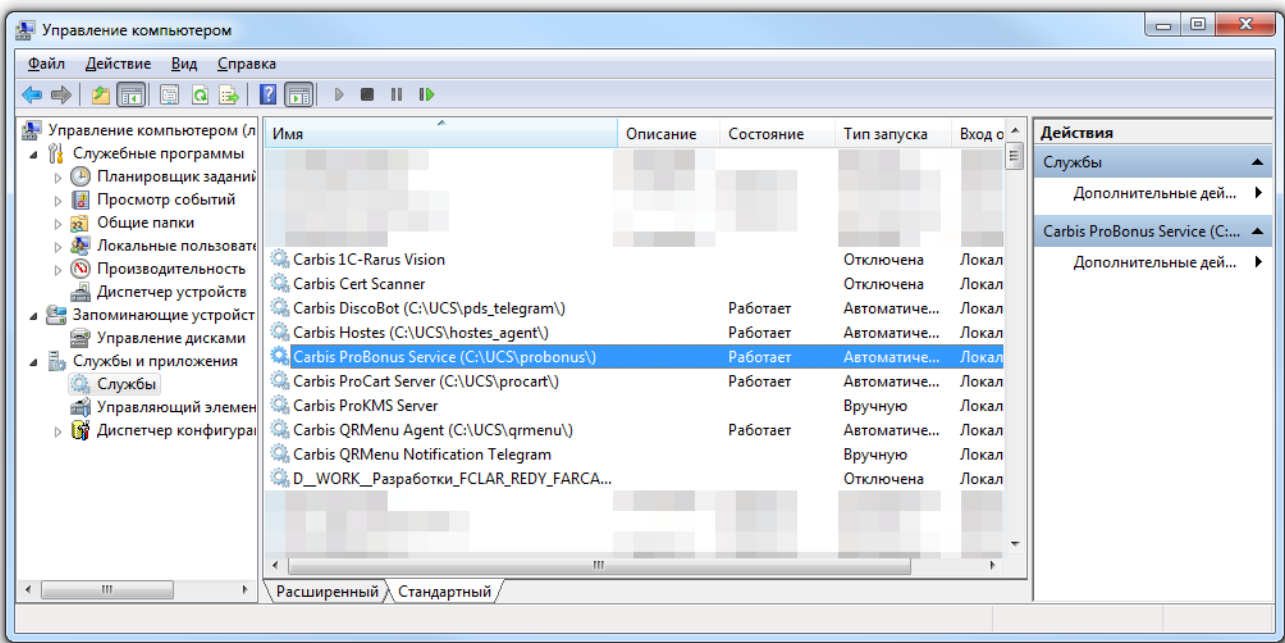 Управление компьютером
Файл Действие Вид Справка
Управление компьютером (л
Служебные программы
Планировщик заданий
Просмотр событий
Общие папки
Локальные пользовате
Производительность
Диспетчер устройств
Запоминающие устройст
Управление дисками
Службы и приложения
Службы
Управляющий элемен
Диспетчер конфигура
Имя Описание Состояние Тип запуска Вход о
Carbis 1C-Rarus Vision Отключена Локал
Carbis Cert Scanner Отключена Локал
Carbis DiscoBot (C:\UCS\pds_telegram\) Работает Автоматиче... Локал
Carbis Hostes (C:\UCS\hostes_agent\) Работает Автоматиче... Локал
Carbis ProBonus Service (C:\UCS\probonus\) Работает Автоматиче... Локал
Carbis ProCart Server (C:\UCS\procart\) Работает Автоматиче... Локал
Carbis ProKMS Server Вручную Локал
Carbis QRMenu Agent (C:\UCS\qrmenu\) Работает Автоматиче... Локал
Carbis QRMenu Notification Telegram Вручную Локал
D__WORK__Разработки_FCLAR_REDY_FARCA... Отключена Локал
Расширенный Стандартный
Действия
Службы
Дополнительные дей...
Carbis ProBonus Service (C:...
Дополнительные дей...